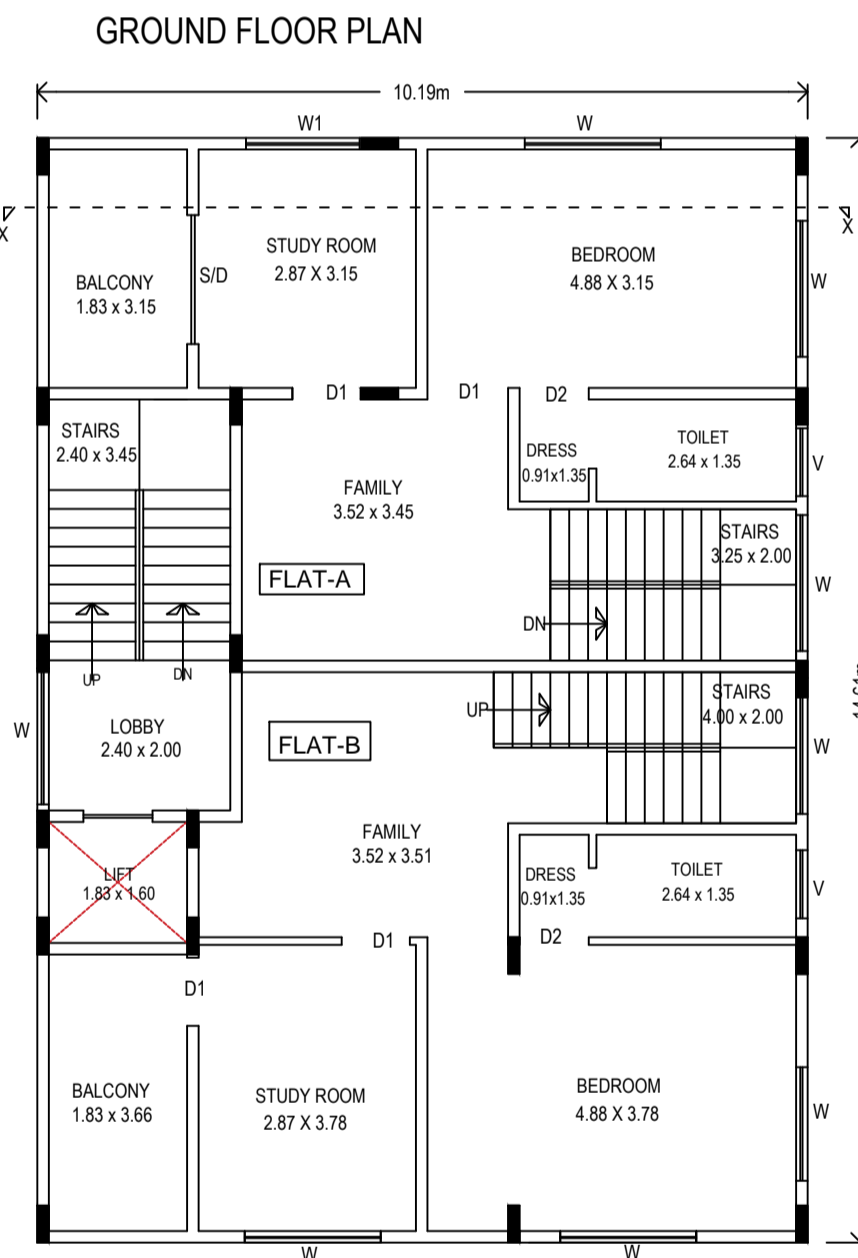 GROUND FLOOR PLAN
10.19m
W1
W
X
X
STUDY ROOM
2.87 X 3.15
BEDROOM
4.88 X 3.15
BALCONY
1.83 x 3.15
S/D
W
D1
D1
D2
STAIRS
2.40 x 3.45
DRESS
0.91x1.35
TOILET
2.64 x 1.35
V
FAMILY
3.52 x 3.45
STAIRS
3.25 x 2.00
FLAT-A
W
DN
UP
DN
STAIRS
4.00 x 2.00
UP
W
LOBBY
2.40 x 2.00
FLAT-B
W
FAMILY
3.52 x 3.51
LIFT
1.83 x 1.60
DRESS
0.91x1.35
TOILET
2.64 x 1.35
V
D1
D2
D1
BALCONY
1.83 x 3.66
STUDY ROOM
2.87 X 3.78
BEDROOM
4.88 X 3.78
W
W
W